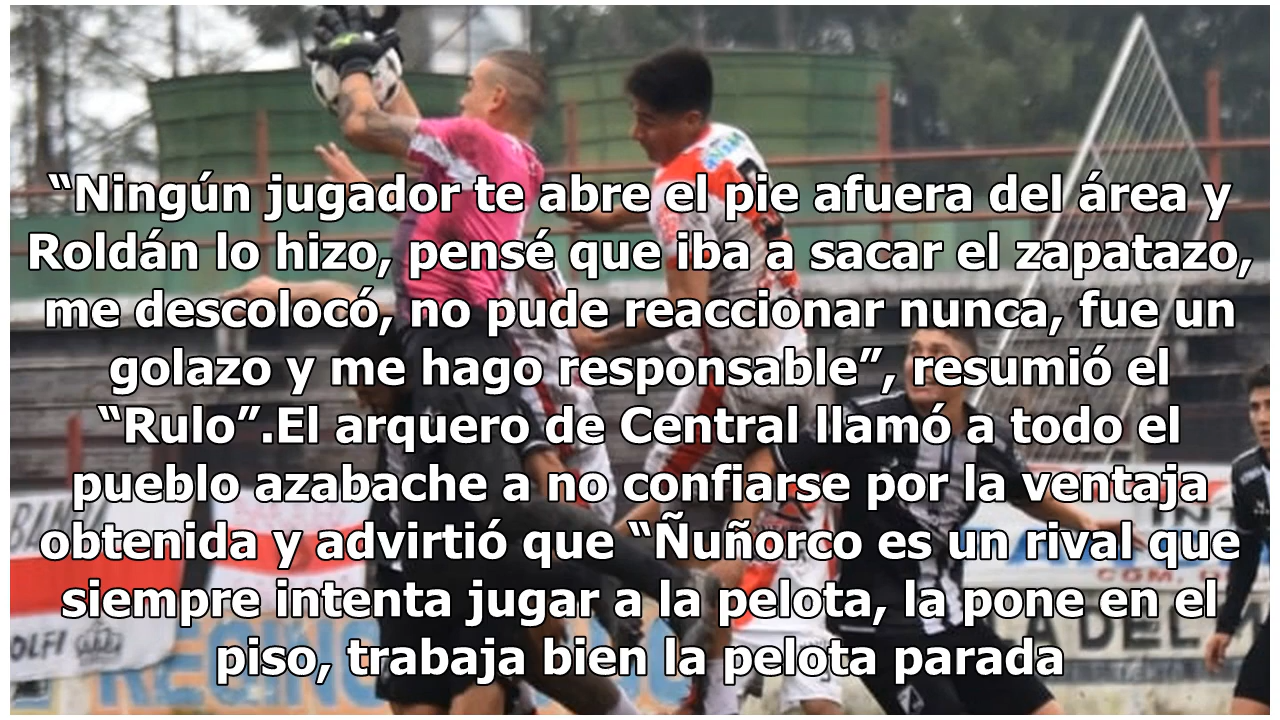 “Ningún jugador te abre el pie afuera del área y
Roldán lo hizo, pensé que iba a sacar el zapatazo,
me descolocó, no pude reaccionar nunca, fue un
golazo y me hago responsable”, resumió el
“Rulo”.El arquero de Central llamó a todo el
pueblo azabache a no confiarse por la ventaja
obtenida y advirtió que “Ñuñorco es un rival que
siempre intenta jugar a la pelota, la pone en el
piso, trabaja bien la pelota parada